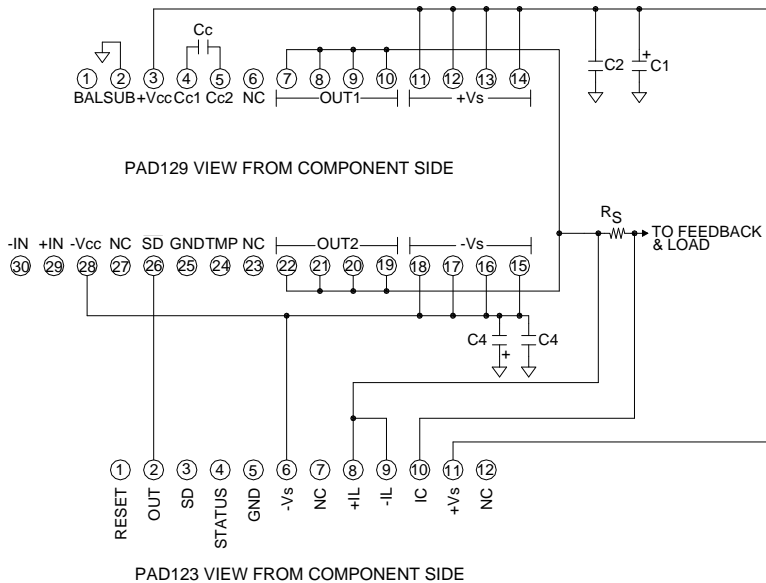 Cc
1 2 3 4 5 6 7 8 9 10 11 12 13 14
BAL SUB +Vcc Cc1 Cc2 NC OUT1 +Vs
C2 + C1
PAD129 VIEW FROM COMPONENT SIDE
RS
TO FEEDBACK
& LOAD
-IN +IN -Vcc NC SD GND TMP NC OUT2 -Vs
30 29 28 27 26 25 24 23 22 21 20 19 18 17 16 15
C4 + C4
1 2 3 4 5 6 7 8 9 10 11 12
RESET
OUT
SD
STATUS
GND
-Vs
NC
+IL
-IL
IC
+Vs
NC
PAD123 VIEW FROM COMPONENT SIDE